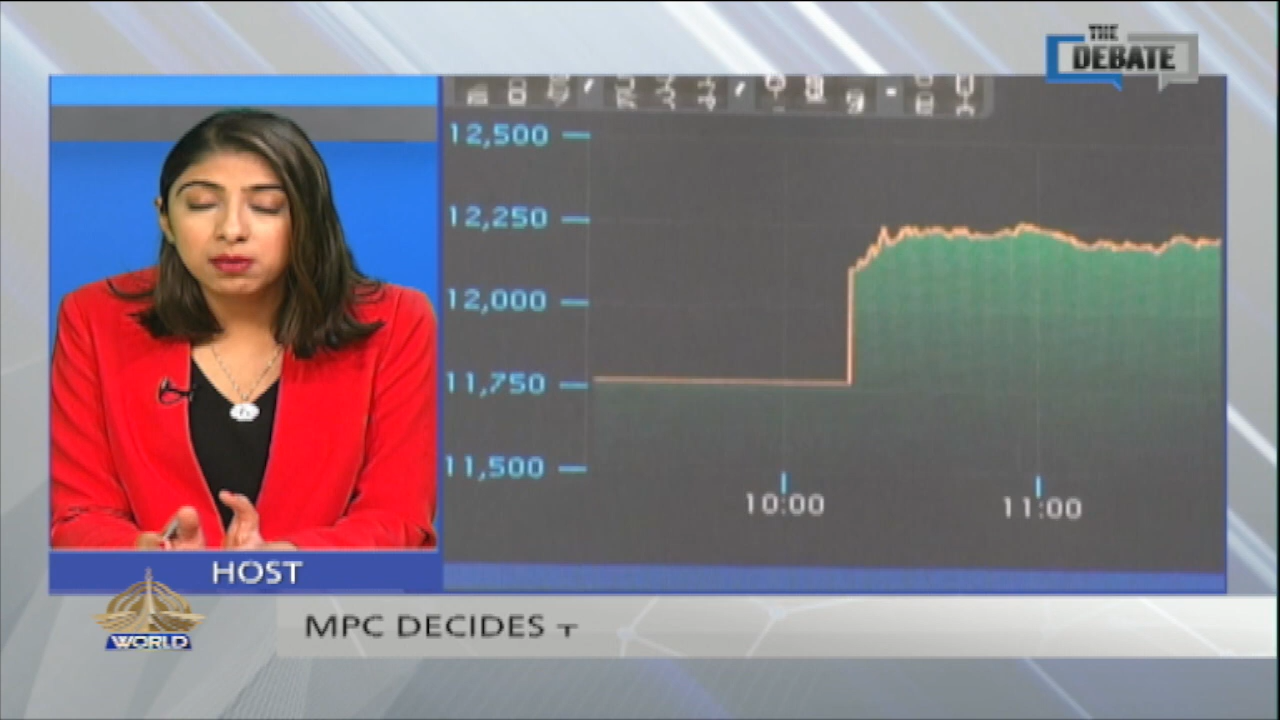 THE
DEBATE
12,500
12,250
12,000
11,750
11,500
10:00
11:00
HOST
WORLD
MPC DECIDES T